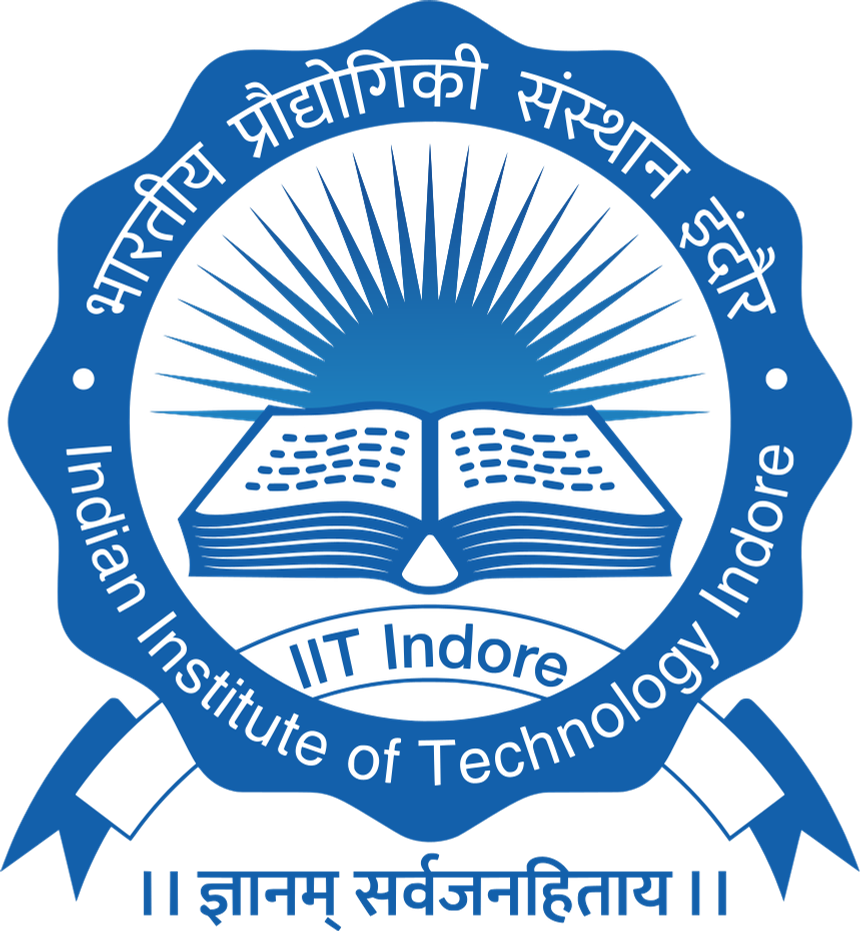 भारतीय प्रौद्योगिकी संस्थान इंदौर
IIT Indore
Indian Institute of Technology Indore
।। ज्ञानम् सर्वजनहिताय ।।